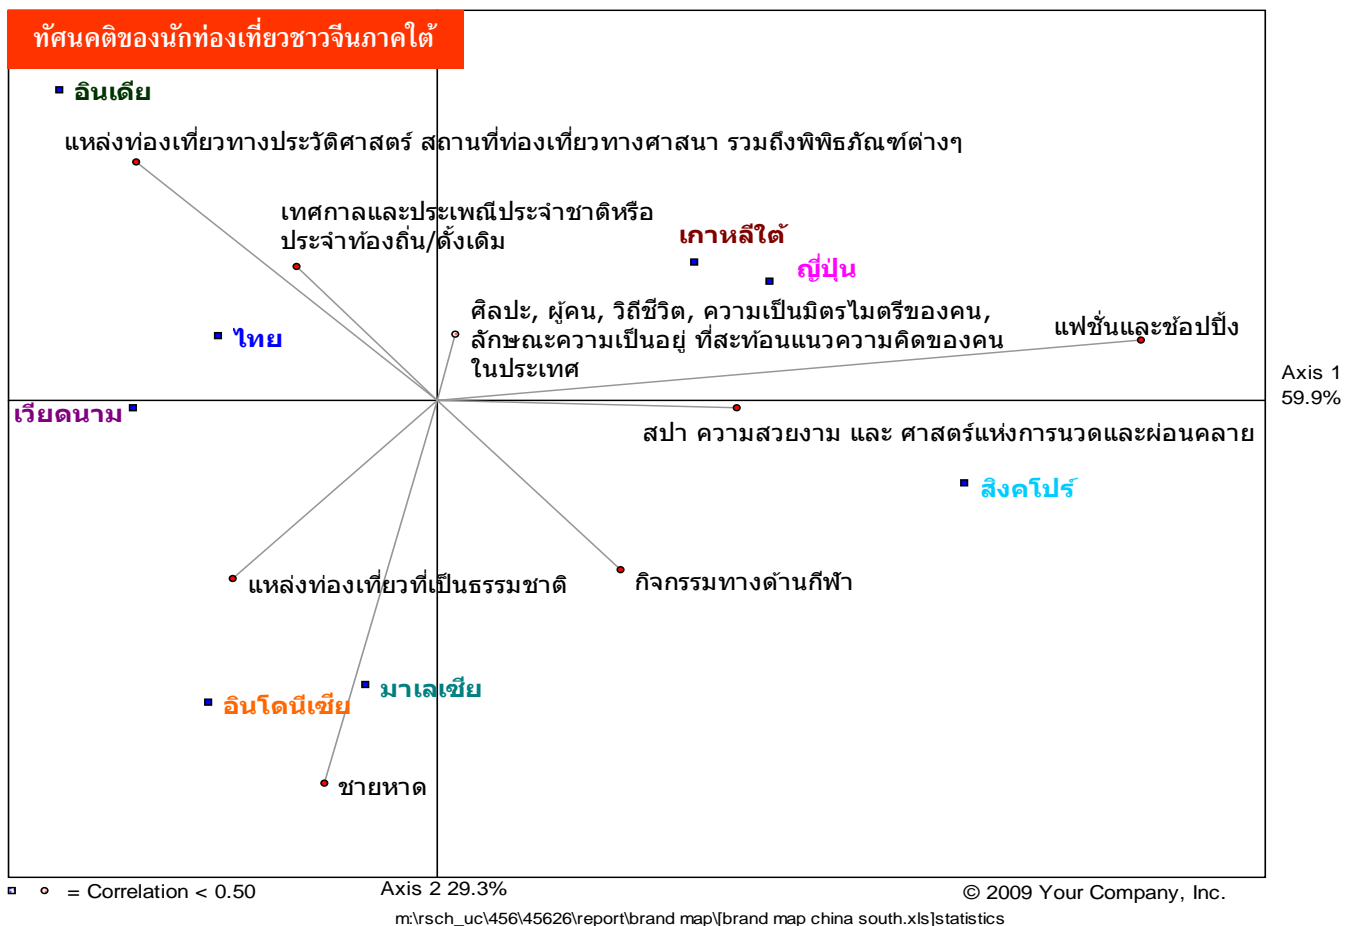 ทัศนคติของนักท่องเที่ยวชาวจีนภาคใต้
อินเดีย
แหล่งท่องเที่ยวทางประวัติศาสตร์ สถานที่ท่องเที่ยวทางศาสนา รวมถึงพิพิธภัณฑ์ต่างๆ
เทศกาลและประเพณีประจำชาติหรือ
ประจำท้องถิ่น/ดั้งเดิม
เกาหลีใต้
ญี่ปุ่น
ศิลปะ, ผู้คน, วิถีชีวิต, ความเป็นมิตรไมตรีของคน,
ลักษณะความเป็นอยู่ ที่สะท้อนแนวความคิดของคน
ในประเทศ
แฟชั่นและช้อปปิ้ง
ไทย
Axis 1
59.9%
เวียดนาม
สปา ความสวยงาม และ ศาสตร์แห่งการนวดและผ่อนคลาย
สิงคโปร์
แหล่งท่องเที่ยวที่เป็นธรรมชาติ
กิจกรรมทางด้านกีฬา
มาเลเซีย
อินโดนีเซีย
ชายหาด
= Correlation < 0.50
Axis 2 29.3%
© 2009 Your Company, Inc.
m:\rsch_uc\456\45626\report\brand map\[brand map china south.xls]statistics